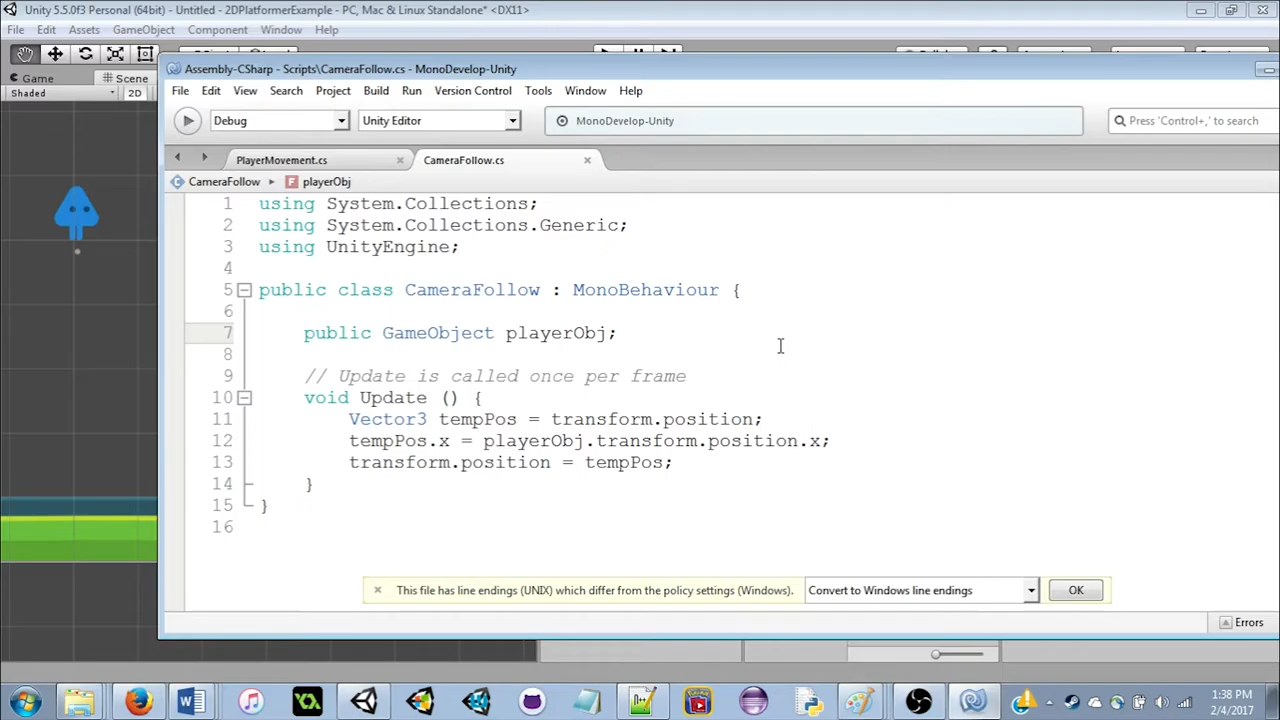 Unity 5.5.0f3 Personal (64bit) - Untitled - 2DPlatformerExample - PC, Mac & Linux Standalone* <DX11>
File Edit Assets GameObject Component Window Help
Game Scene
Shaded 2D
Assembly-CSharp - Scripts\CameraFollow.cs - MonoDevelop-Unity
File Edit View Search Project Build Run Version Control Tools Window Help
Debug Unity Editor MonoDevelop-Unity Press 'Control+,' to search
PlayerMovement.cs CameraFollow.cs
CameraFollow playerObj
1 using System.Collections;
2 using System.Collections.Generic;
3 using UnityEngine;
4
5 public class CameraFollow : MonoBehaviour {
6
7 public GameObject playerObj;
8
9 // Update is called once per frame
10 void Update () {
11 Vector3 tempPos = transform.position;
12 tempPos.x = playerObj.transform.position.x;
13 transform.position = tempPos;
14 }
15 }
16
This file has line endings (UNIX) which differ from the policy settings (Windows). Convert to Windows line endings OK
Errors
1:38 PM
2/4/2017